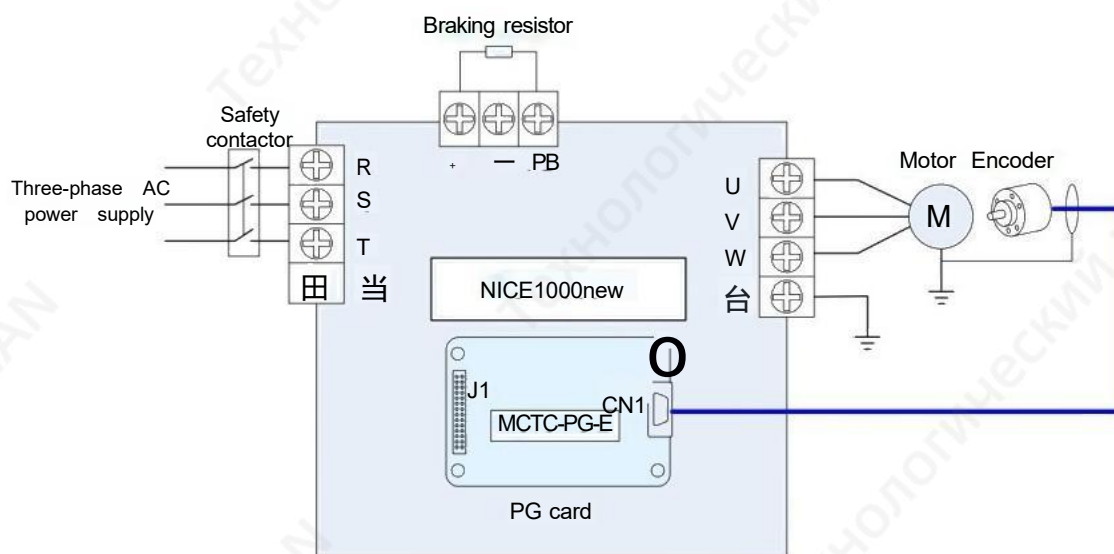 Braking resistor
Safety
contactor
+ — PB
R
Three-phase AC
S
power supply
T
田 当
U
V
W
台
Motor Encoder
M
NICE1000new
O
J1
CN1
MCTC-PG-E
PG card
Технологический